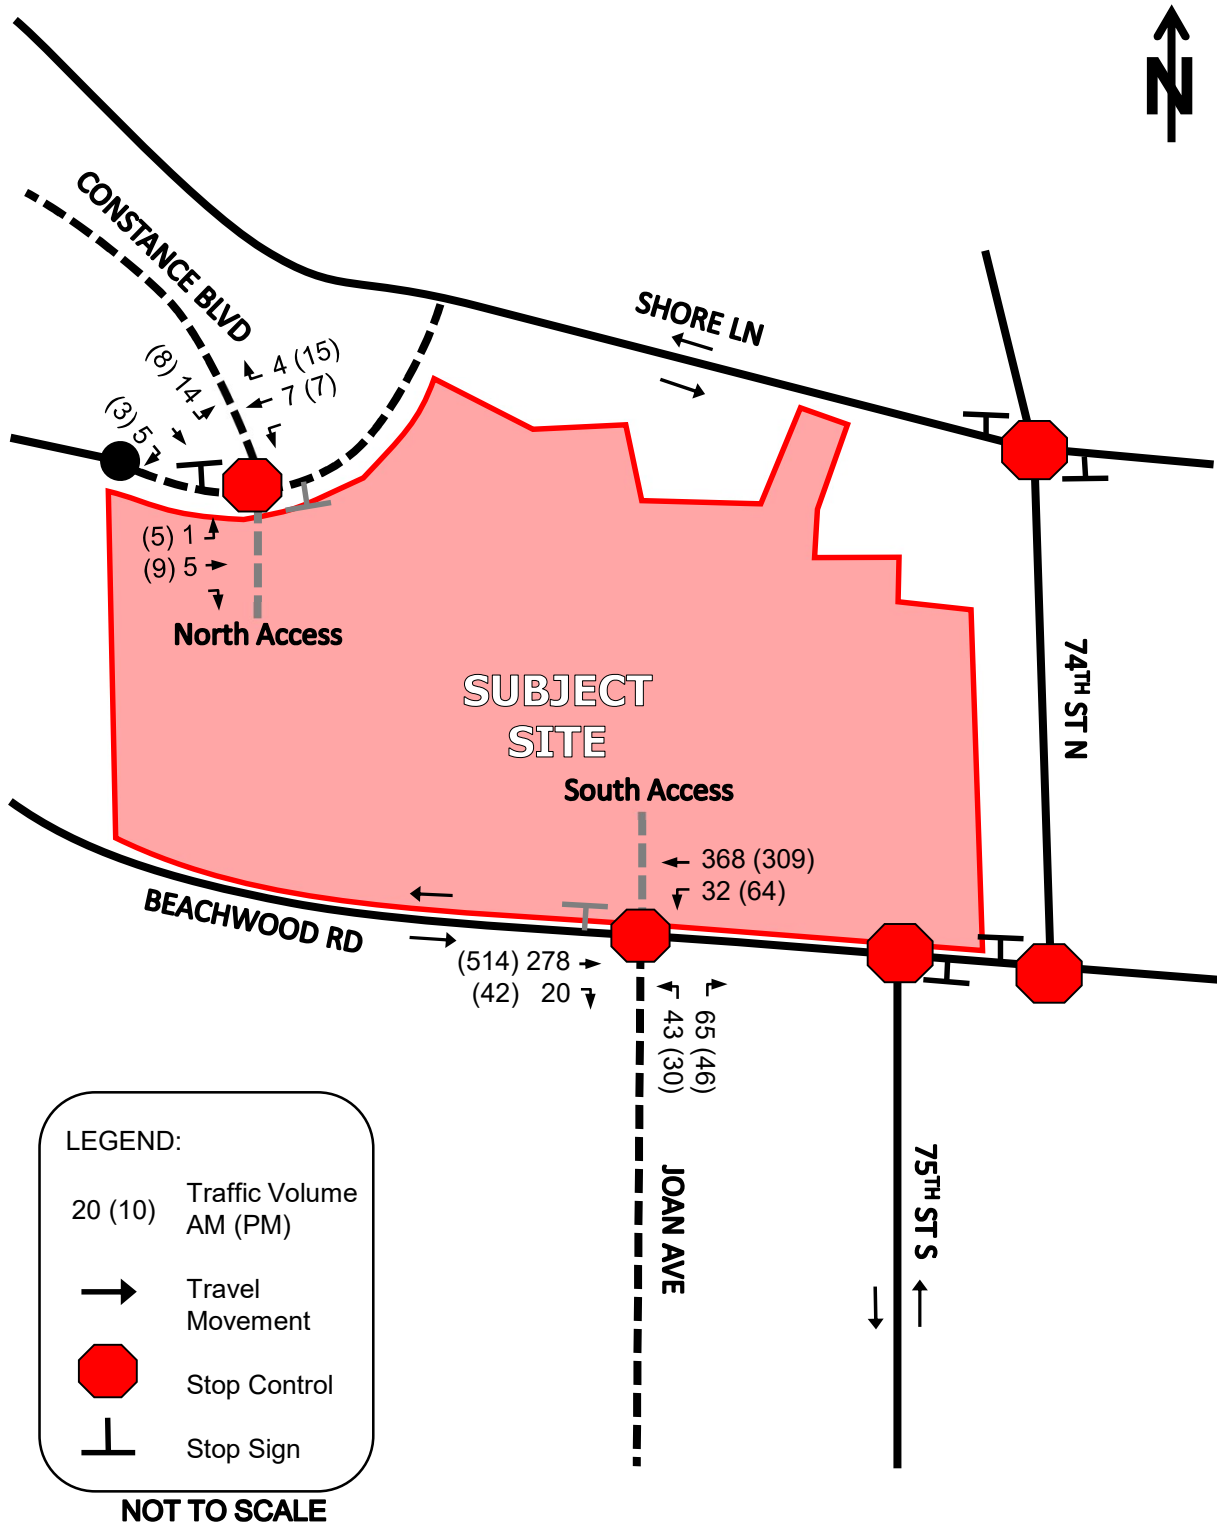 N
CONSTANCE BLVD
SHORE LN
4 (15)
7 (7)
(8) 14
(3) 5
(5) 1
(9) 5
North Access
SUBJECT
SITE
74TH ST N
South Access
368 (309)
32 (64)
BEACHWOOD RD
(514) 278
(42) 20
43 (30)
65 (46)
JOAN AVE
75TH ST S
LEGEND:
20 (10)
Traffic Volume
AM (PM)
Travel
Movement
Stop Control
Stop Sign
NOT TO SCALE